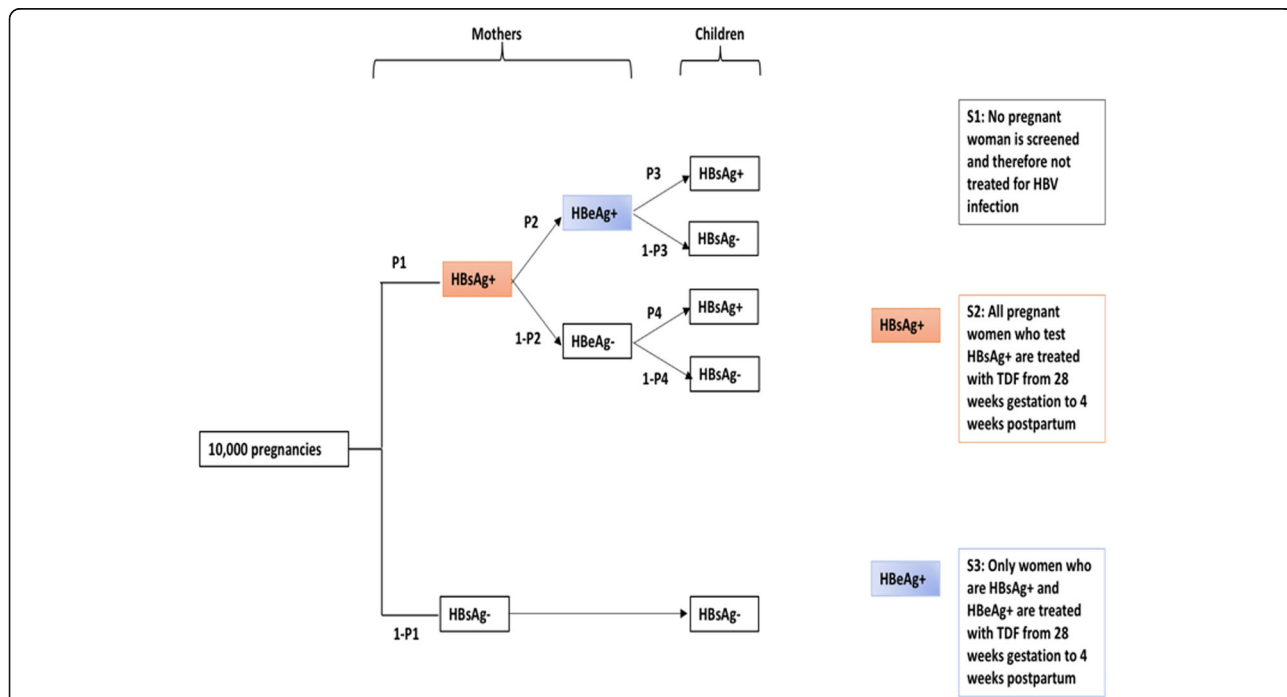 Mothers
Children
S1: No pregnant
woman is screened
and therefore not
treated for HBV
infection
P3
HBsAg+
HBeAg+
P2
HBsAg-
1-P3
P1
HBsAg+
P4
HBsAg+
1-P2
HBeAg-
1-P4
HBsAg-
HBsAg+
S2: All pregnant
women who test
HBsAg+ are treated
with TDF from 28
weeks gestation to 4
weeks postpartum
10,000 pregnancies
HBeAg+
S3: Only women who
are HBsAg+ and
HBeAg+ are treated
with TDF from 28
weeks gestation to 4
weeks postpartum
HBsAg-
HBsAg-
1-P1